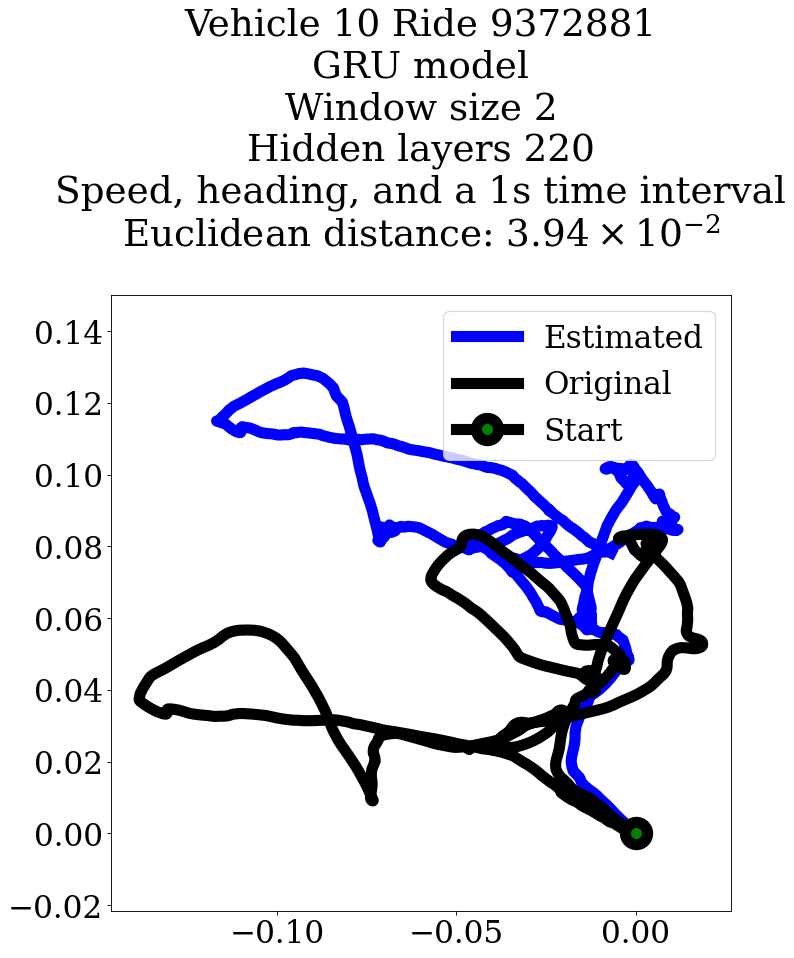 Vehicle 10 Ride 9372881
GRU model
Window size 2
Hidden layers 220
Speed, heading, and a 1s time interval
Euclidean distance: 3.94 × 10⁻²
Estimated
Original
Start
0.14
0.12
0.10
0.08
0.06
0.04
0.02
0.00
−0.02
−0.10
−0.05
0.00